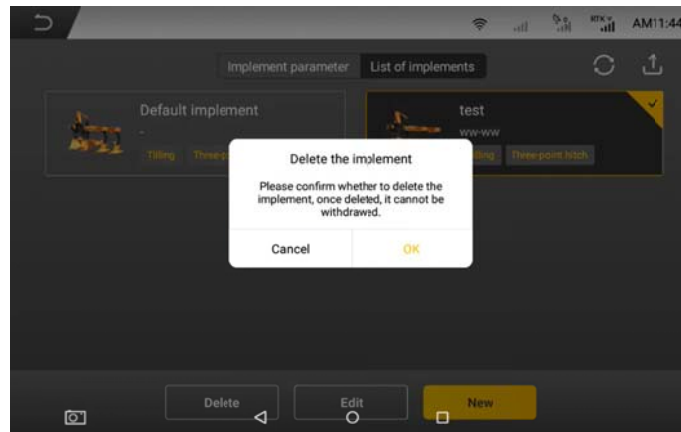 RTK
AM11:44
Implement parameter
List of implements
Default implement
-
Tilling
test
ww-ww
Tilling
Three-point hitch
Delete the implement
Please confirm whether to delete the
implement, once deleted, it cannot be
withdrawed.
Cancel
OK
Delete
Edit
New